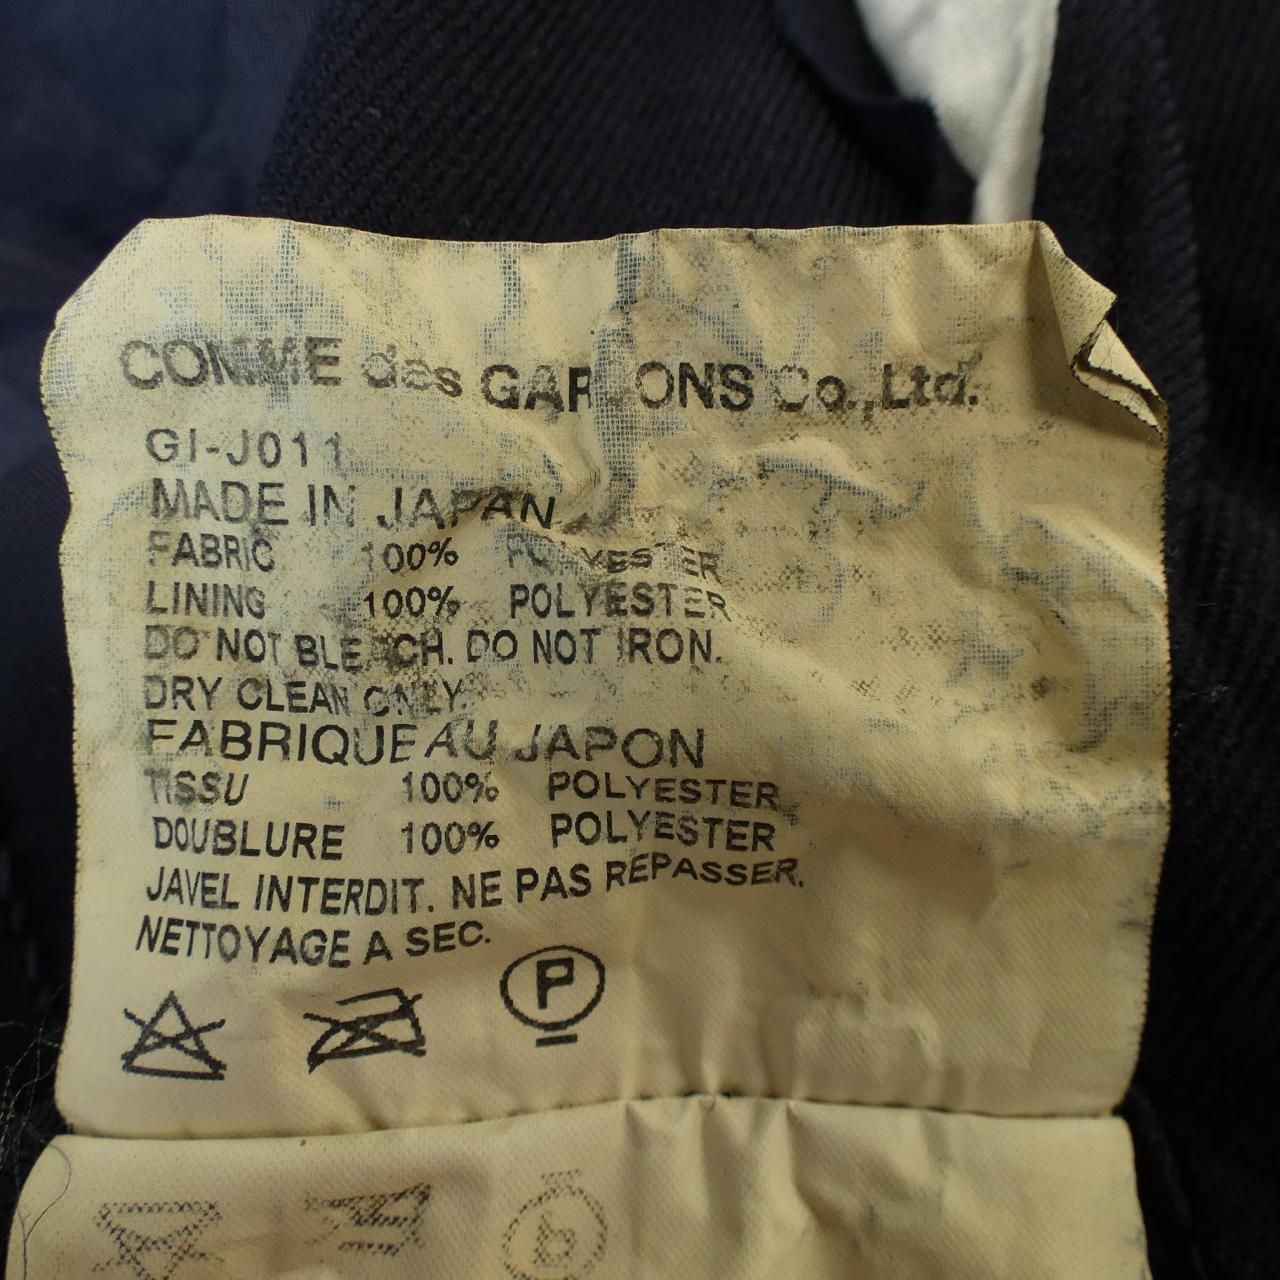 COMME des GARÇONS Co.,Ltd.
GI-J011
MADE IN JAPAN
FABRIC 100% POLYESTER
LINING 100% POLYESTER
DO NOT BLEACH. DO NOT IRON.
DRY CLEAN ONLY.
FABRIQUE AU JAPON
TISSU 100% POLYESTER
DOUBLURE 100% POLYESTER
JAVEL INTERDIT. NE PAS REPASSER.
NETTOYAGE A SEC.
P